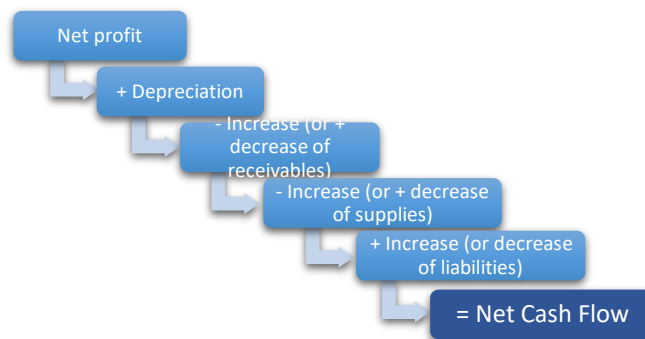 Net profit
+ Depreciation
- Increase (or +
decrease of
receivables)
- Increase (or + decrease
of supplies)
+ Increase (or decrease
of liabilities)
= Net Cash Flow